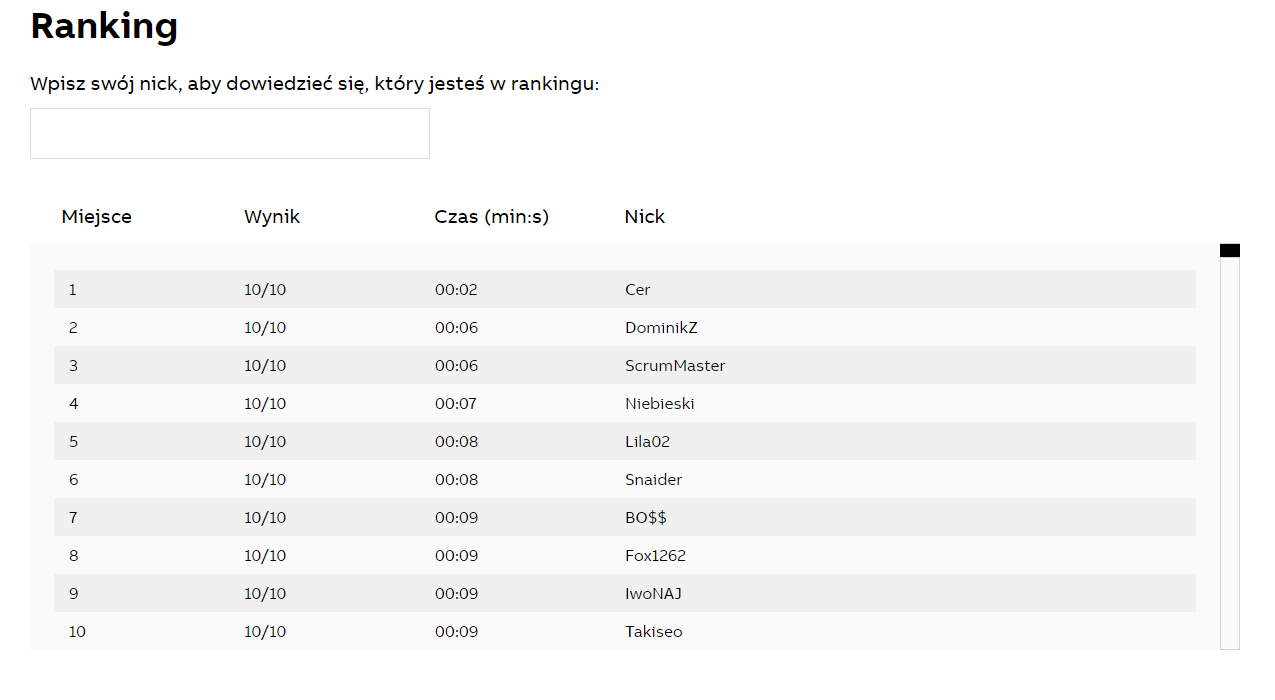 Ranking
Wpisz swój nick, aby dowiedzieć się, który jesteś w rankingu:
Miejsce Wynik Czas (min:s) Nick
1 10/10 00:02 Cer
2 10/10 00:06 DominikZ
3 10/10 00:06 ScrumMaster
4 10/10 00:07 Niebieski
5 10/10 00:08 Lila02
6 10/10 00:08 Snaider
7 10/10 00:09 BO$$
8 10/10 00:09 Fox1262
9 10/10 00:09 IwoNAJ
10 10/10 00:09 Takiseo